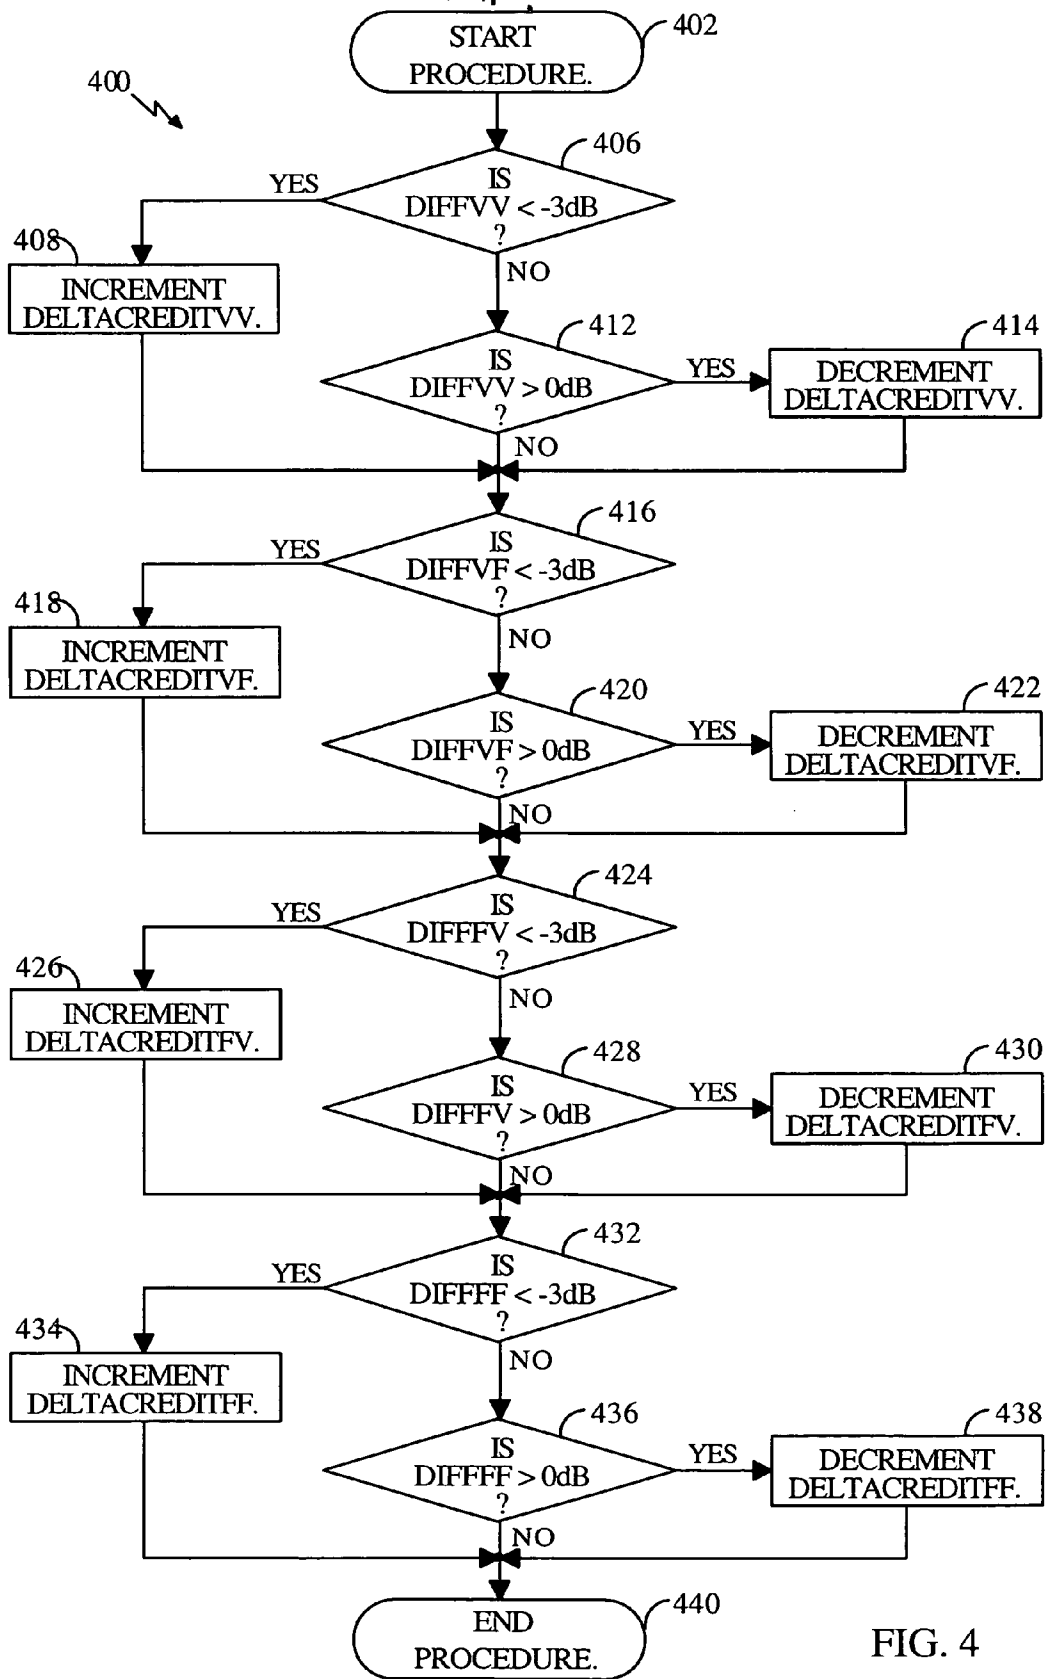 START
PROCEDURE.
402
400
406
IS
DIFFVV < -3dB
?
YES
NO
408
INCREMENT
DELTACREDITVV.
412
IS
DIFFVV > 0dB
?
YES
NO
414
DECREMENT
DELTACREDITVV.
416
IS
DIFFVF < -3dB
?
YES
NO
418
INCREMENT
DELTACREDITVF.
420
IS
DIFFVF > 0dB
?
YES
NO
422
DECREMENT
DELTACREDITVF.
424
IS
DIFFFV < -3dB
?
YES
NO
426
INCREMENT
DELTACREDITFV.
428
IS
DIFFFV > 0dB
?
YES
NO
430
DECREMENT
DELTACREDITFV.
432
IS
DIFFFF < -3dB
?
YES
NO
434
INCREMENT
DELTACREDITFF.
436
IS
DIFFFF > 0dB
?
YES
NO
438
DECREMENT
DELTACREDITFF.
END
PROCEDURE.
440
FIG. 4